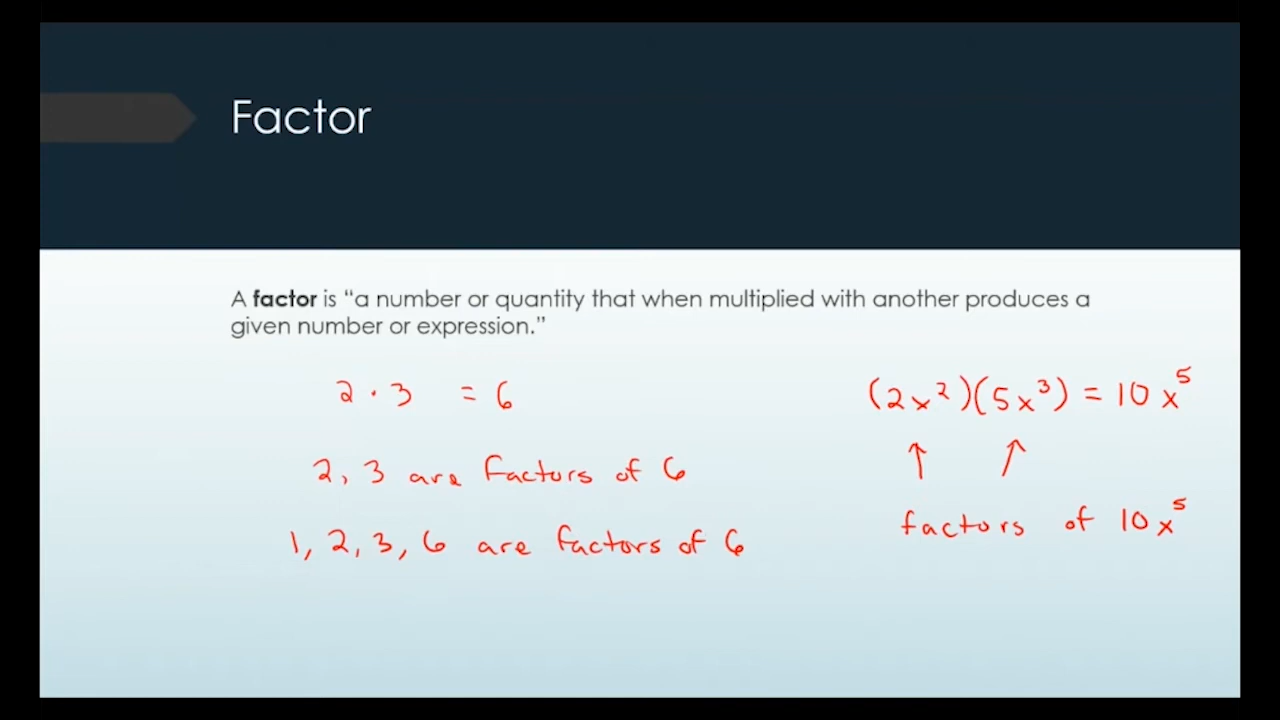 Factor
A factor is “a number or quantity that when multiplied with another produces a
given number or expression.”
2 · 3 = 6
2, 3 are factors of 6
1, 2, 3, 6 are factors of 6
(2x²)(5x³) = 10x⁵
↑ ↑
factors of 10x⁵